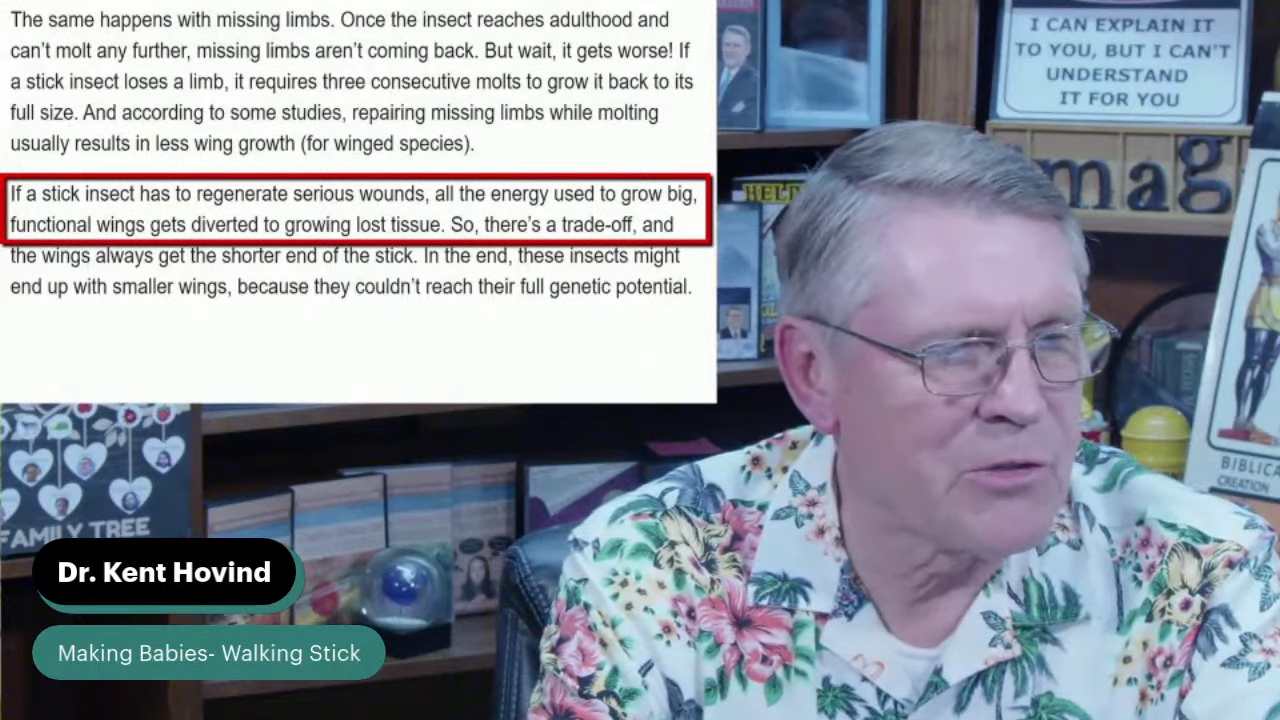 The same happens with missing limbs. Once the insect reaches adulthood and
can't molt any further, missing limbs aren't coming back. But wait, it gets worse! If
a stick insect loses a limb, it requires three consecutive molts to grow it back to its
full size. And according to some studies, repairing missing limbs while molting
usually results in less wing growth (for winged species).
If a stick insect has to regenerate serious wounds, all the energy used to grow big,
functional wings gets diverted to growing lost tissue. So, there's a trade-off, and
the wings always get the shorter end of the stick. In the end, these insects might
end up with smaller wings, because they couldn't reach their full genetic potential.
I CAN EXPLAIN IT
TO YOU, BUT I CAN'T
UNDERSTAND
IT FOR YOU
imag
HELT
BIBLICA
CREATION
FAMILY TREE
Dr. Kent Hovind
Making Babies- Walking Stick